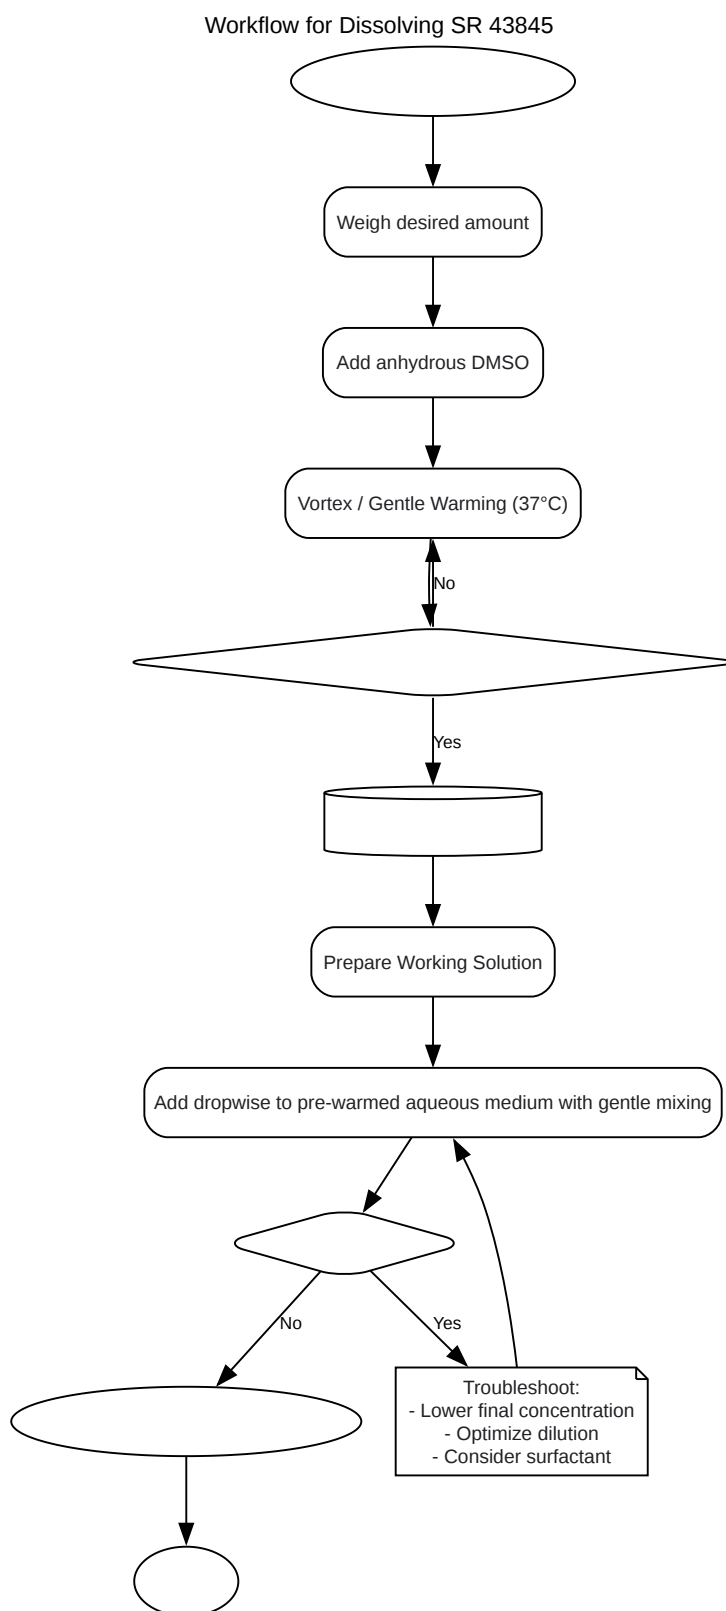 Workflow for Dissolving SR 43845
Weigh desired amount
Add anhydrous DMSO
Vortex / Gentle Warming (37°C)
No
Yes
Prepare Working Solution
Add dropwise to pre-warmed aqueous medium with gentle mixing
No
Yes
Troubleshoot:
- Lower final concentration
- Optimize dilution
- Consider surfactant